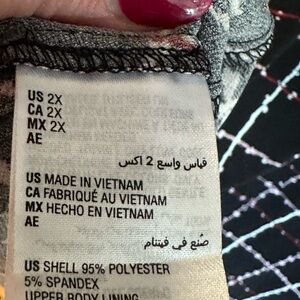 US 2X
CA 2X
MX 2X
AE
قياس واسع 2 اكس
US MADE IN VIETNAM
CA FABRIQUÉ AU VIETNAM
MX HECHO EN VIETNAM
AE
صُنع في فيتنام
US SHELL 95% POLYESTER
5% SPANDEX
UPPER BODY LINING